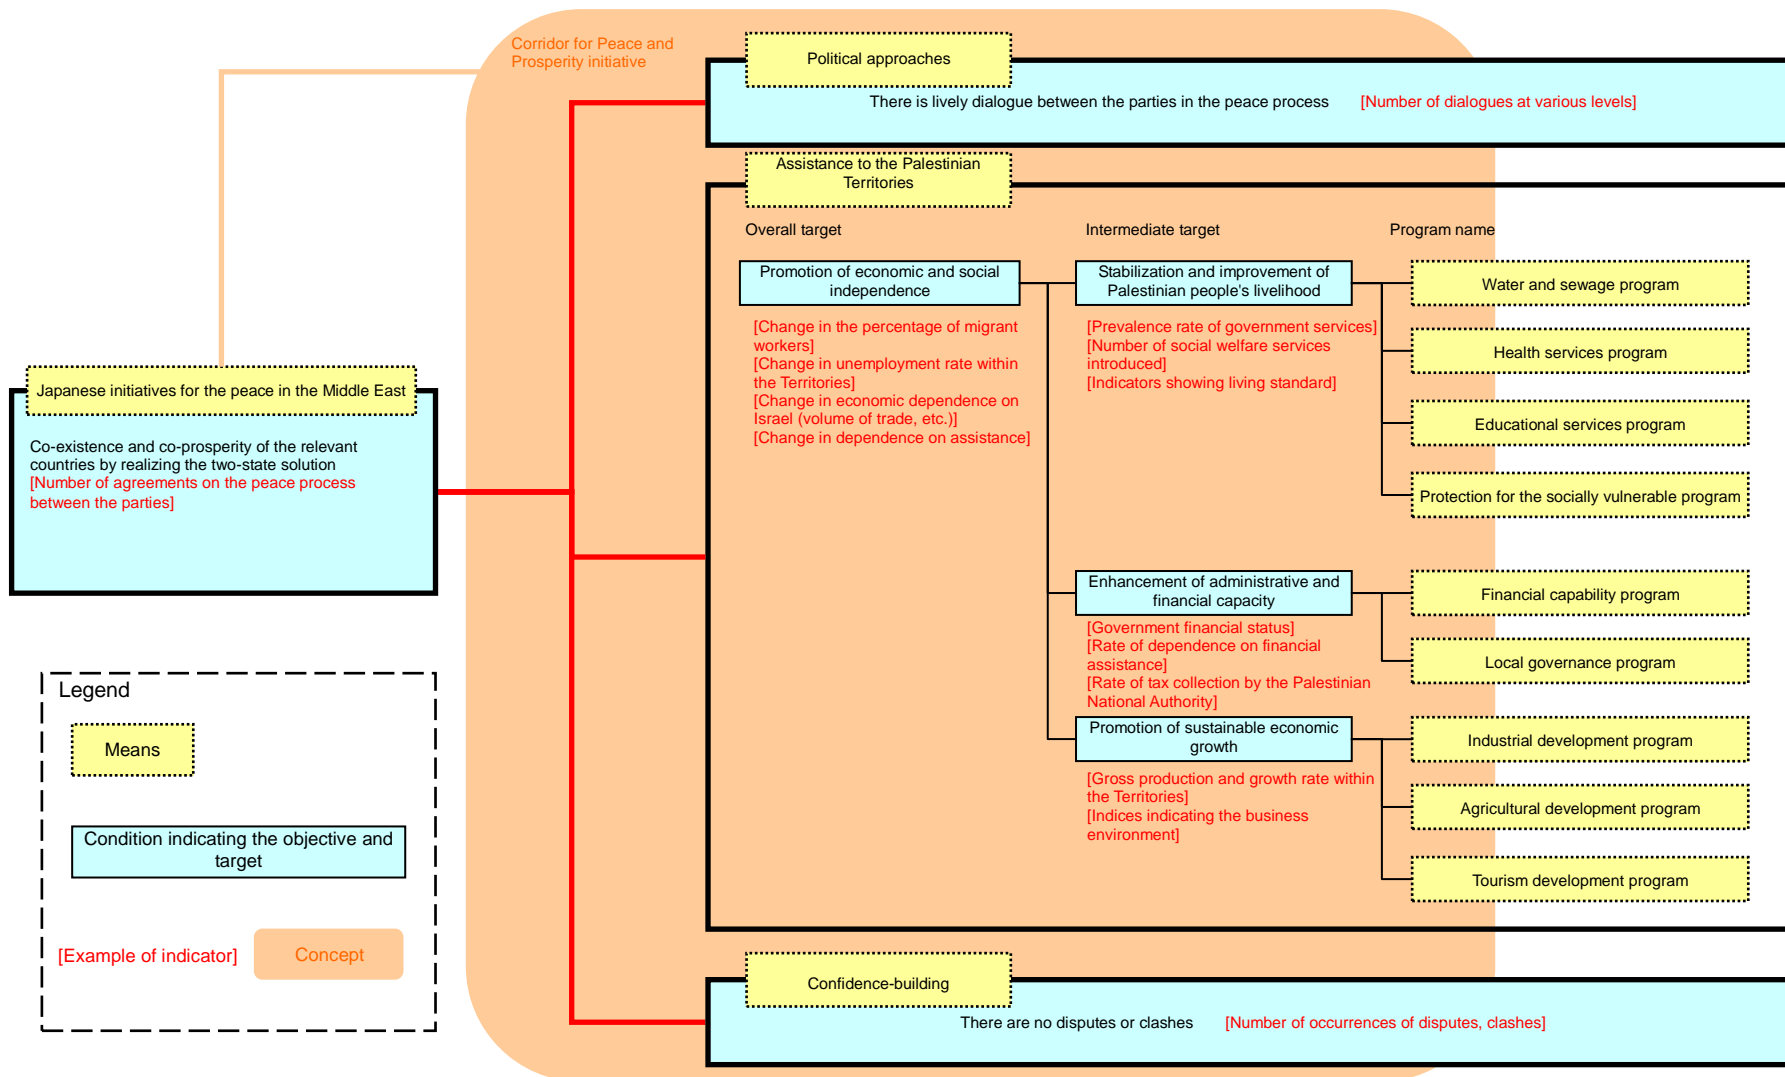 Corridor for Peace and
Prosperity initiative
Political approaches
There is lively dialogue between the parties in the peace process [Number of dialogues at various levels]
Assistance to the Palestinian
Territories
Overall target
Intermediate target
Program name
Promotion of economic and social
independence
[Change in the percentage of migrant
workers]
[Change in unemployment rate within
the Territories]
[Change in economic dependence on
Israel (volume of trade, etc.)]
[Change in dependence on assistance]
Stabilization and improvement of
Palestinian people's livelihood
[Prevalence rate of government services]
[Number of social welfare services
introduced]
[Indicators showing living standard]
Water and sewage program
Health services program
Educational services program
Protection for the socially vulnerable program
Japanese initiatives for the peace in the Middle East
Co-existence and co-prosperity of the relevant
countries by realizing the two-state solution
[Number of agreements on the peace process
between the parties]
Enhancement of administrative and
financial capacity
[Government financial status]
[Rate of dependence on financial
assistance]
[Rate of tax collection by the Palestinian
National Authority]
Financial capability program
Local governance program
Promotion of sustainable economic
growth
[Gross production and growth rate within
the Territories]
[Indices indicating the business
environment]
Industrial development program
Agricultural development program
Tourism development program
Legend
Means
Condition indicating the objective and
target
[Example of indicator]
Concept
Confidence-building
There are no disputes or clashes [Number of occurrences of disputes, clashes]